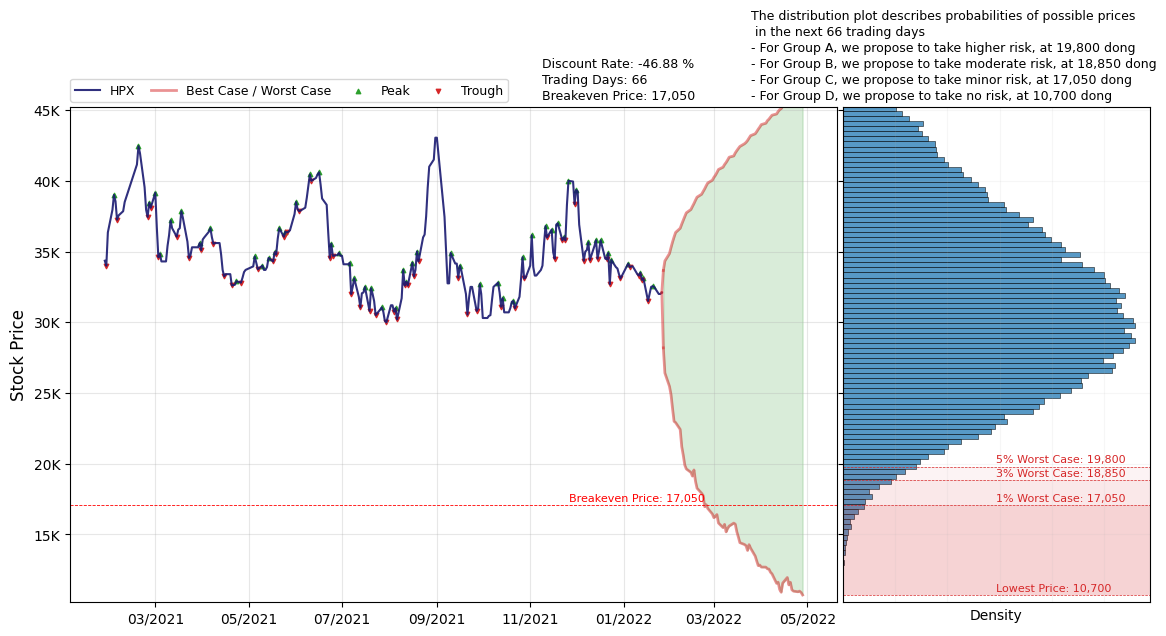 The distribution plot describes probabilities of possible prices
in the next 66 trading days
- For Group A, we propose to take higher risk, at 19,800 dong
- For Group B, we propose to take moderate risk, at 18,850 dong
- For Group C, we propose to take minor risk, at 17,050 dong
- For Group D, we propose to take no risk, at 10,700 dong
Discount Rate: -46.88 %
Trading Days: 66
Breakeven Price: 17,050
HPX
Best Case / Worst Case
Peak
Trough
Stock Price
45K
40K
35K
30K
25K
20K
15K
Breakeven Price: 17,050
03/2021
05/2021
07/2021
09/2021
11/2021
01/2022
03/2022
05/2022
5% Worst Case: 19,800
3% Worst Case: 18,850
1% Worst Case: 17,050
Lowest Price: 10,700
Density